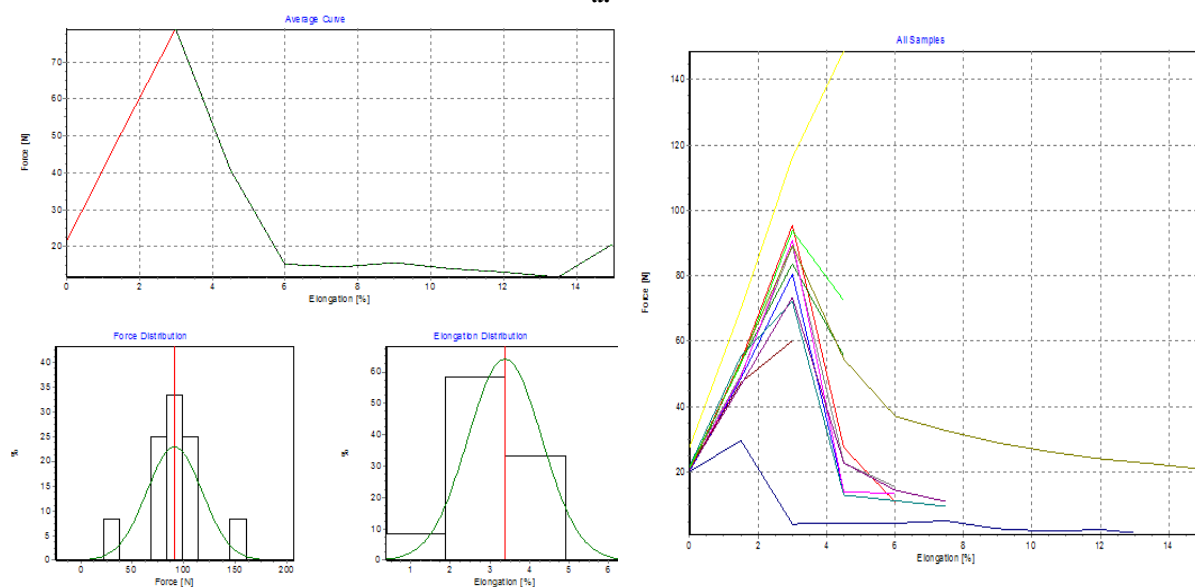 Average Curve
Force [N]
70
60
50
40
30
20
0 2 4 6 8 10 12 14
Elongation [%]
Force Distribution
%
40
35
30
25
20
15
10
5
0
0 50 100 150 200
Force [N]
Elongation Distribution
%
60
50
40
30
20
10
0
1 2 3 4 5 6
Elongation [%]
All Samples
Force [N]
140
120
100
80
60
40
20
0 2 4 6 8 10 12 14
Elongation [%]